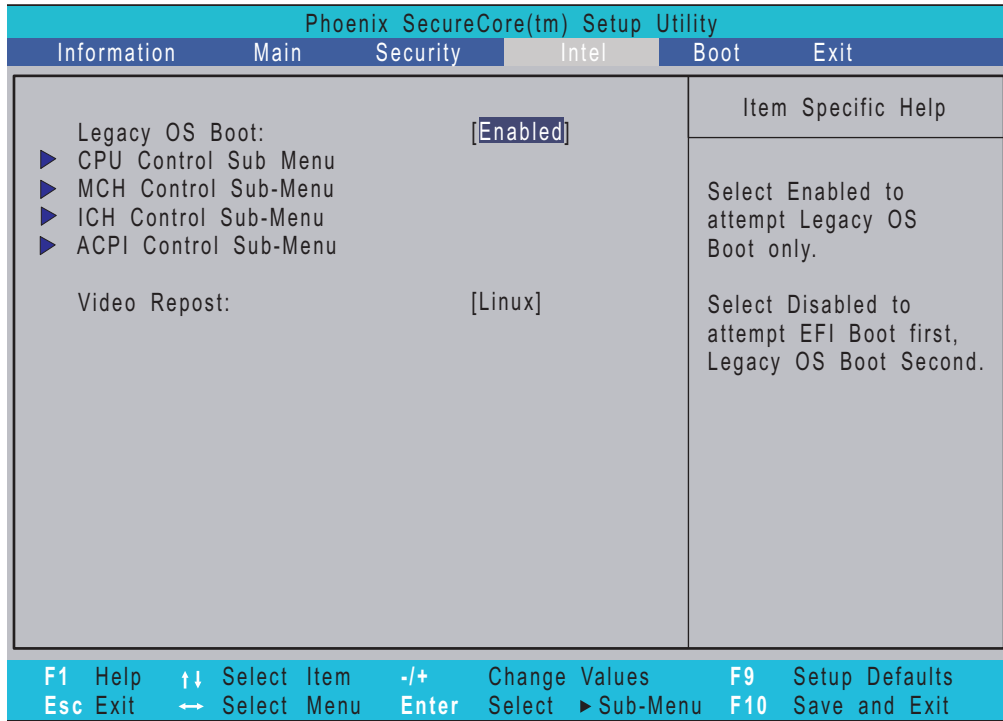 Phoenix SecureCore(tm) Setup Utility
Information Main Security Intel Boot Exit
Legacy OS Boot: [Enabled]
CPU Control Sub Menu
MCH Control Sub-Menu
ICH Control Sub-Menu
ACPI Control Sub-Menu
Video Repost: [Linux]
Item Specific Help
Select Enabled to
attempt Legacy OS
Boot only.
Select Disabled to
attempt EFI Boot first,
Legacy OS Boot Second.
F1 Help ↑↓ Select Item -/+ Change Values F9 Setup Defaults
Esc Exit ↔ Select Menu Enter Select ▶ Sub-Menu F10 Save and Exit